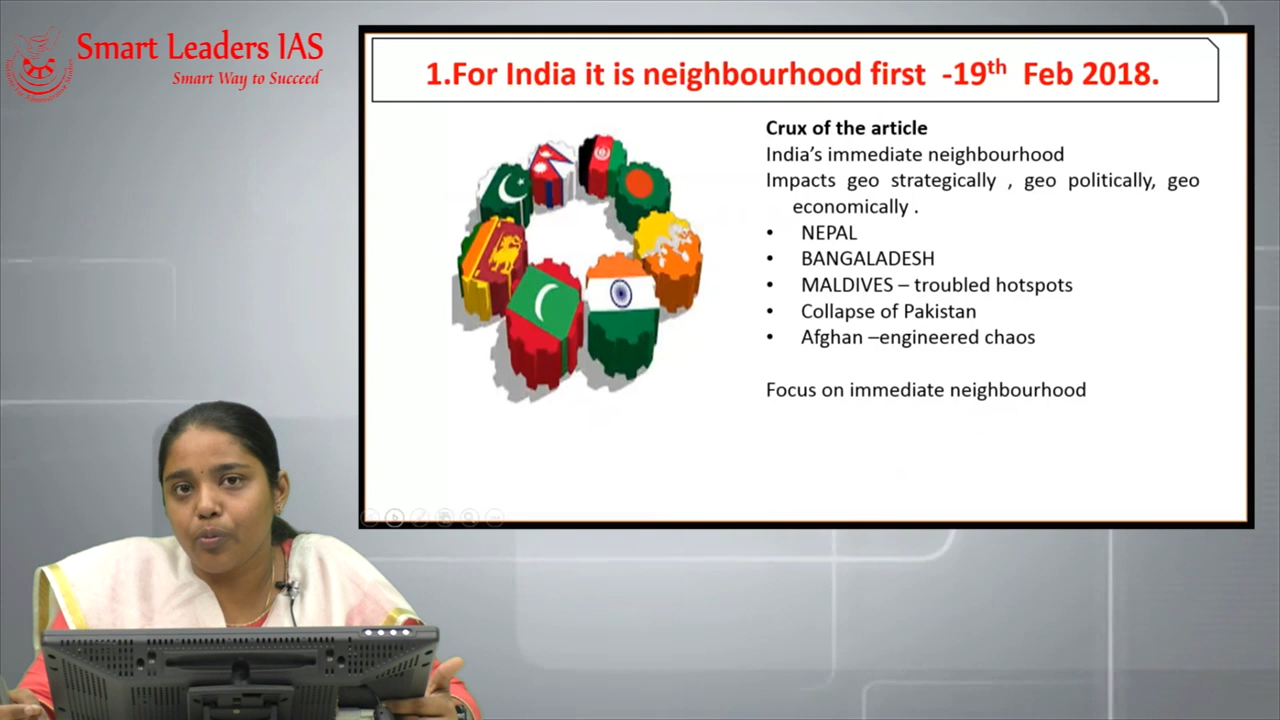 Smart Leaders IAS
Smart Way to Succeed
1.For India it is neighbourhood first -19th Feb 2018.
Crux of the article
India's immediate neighbourhood
Impacts geo strategically , geo politically, geo
economically .
• NEPAL
• BANGALADESH
• MALDIVES – troubled hotspots
• Collapse of Pakistan
• Afghan –engineered chaos
Focus on immediate neighbourhood